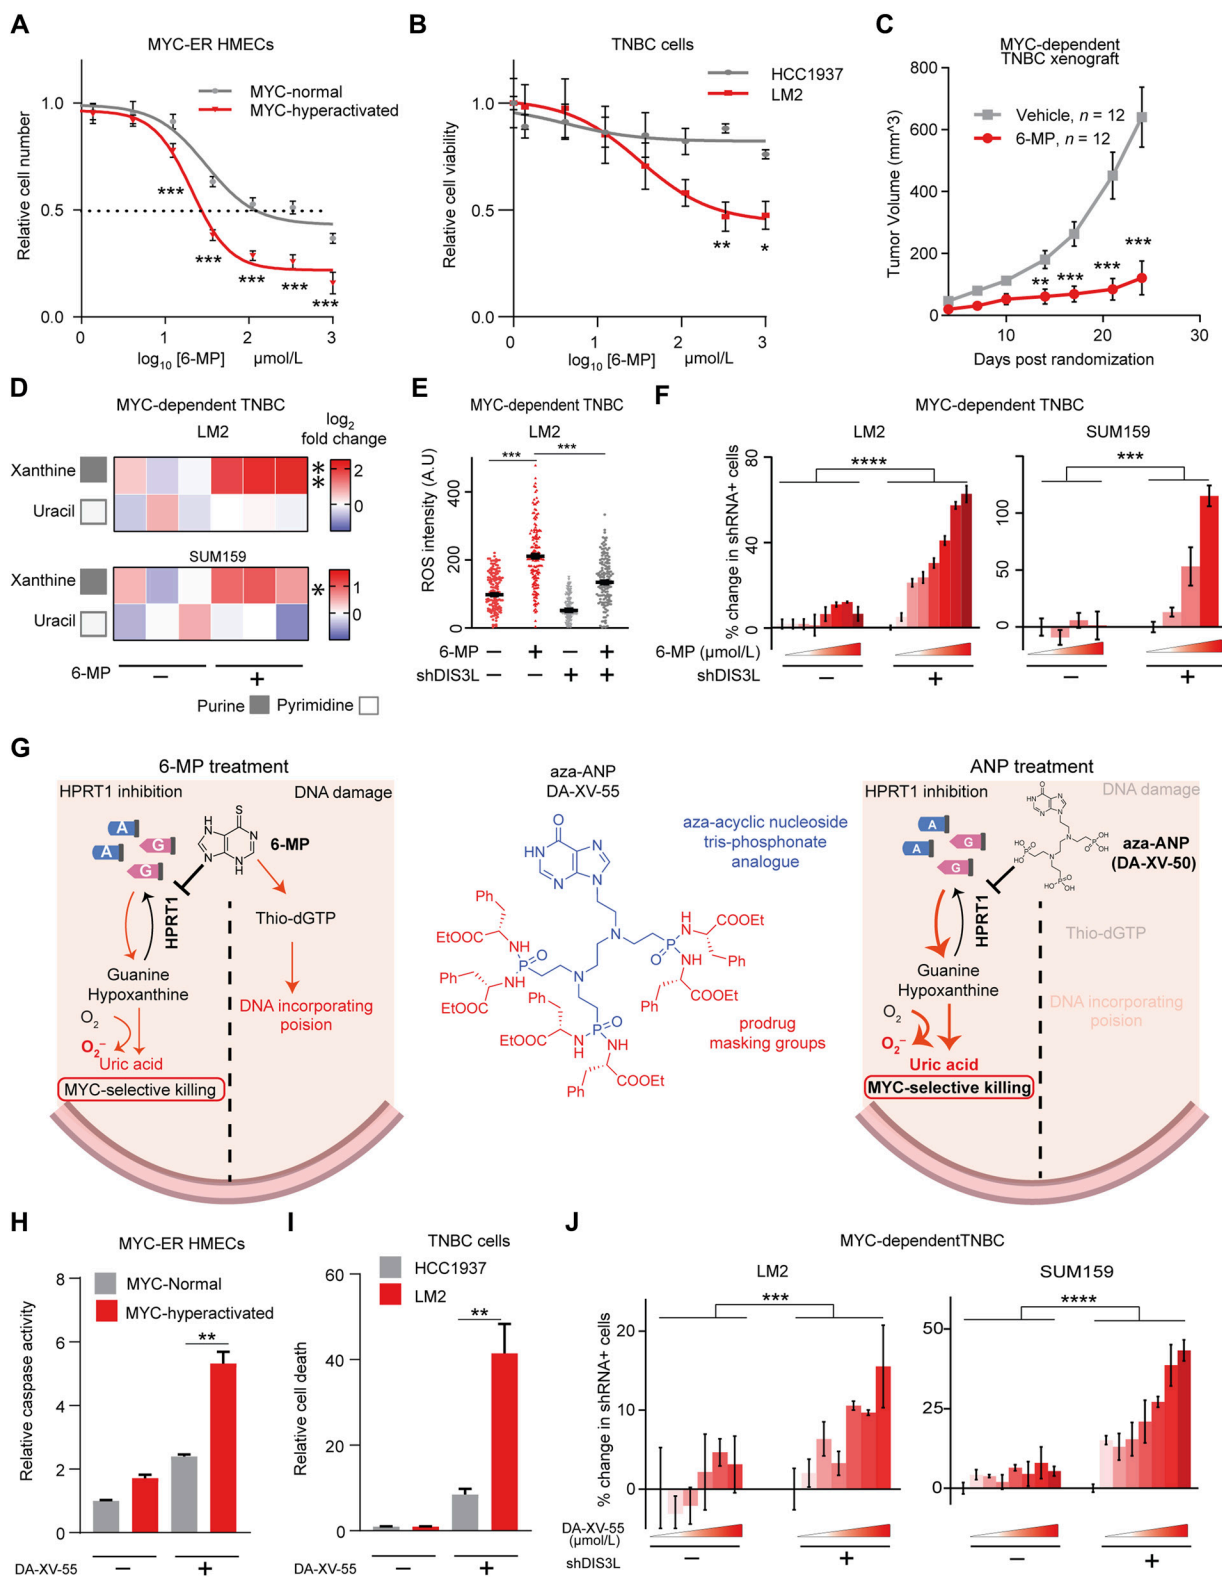 A
MYC-ER HMECs
MYC-normal
MYC-hyperactivated
Relative cell number
1.0
0.5
0.0
***
***
***
***
***
0
1
2
3
log10 [6-MP] µmol/L
B
TNBC cells
HCC1937
LM2
Relative cell viability
1.0
0.5
0.0
**
*
0
1
2
3
log10 [6-MP] µmol/L
C
MYC-dependent
TNBC xenograft
Vehicle, n = 12
6-MP, n = 12
Tumor Volume (mm^3)
800
600
400
200
0
**
***
***
***
10
20
30
Days post randomization
D
MYC-dependent TNBC
LM2
log2
fold change
Xanthine
Uracil
**
2
0
SUM159
Xanthine
Uracil
*
1
0
6-MP
−
+
Purine
Pyrimidine
E
MYC-dependent TNBC
LM2
***
***
ROS intensity (A.U)
400
200
0
6-MP − + − +
shDIS3L − − + +
F
MYC-dependent TNBC
LM2
SUM159
****
***
% change in shRNA+ cells
80
40
0
100
50
0
6-MP (µmol/L)
shDIS3L − + − +
G
6-MP treatment
HPRT1 inhibition
DNA damage
A
A
G
G
S
N
H
N
N
N
H
6-MP
HPRT1
Thio-dGTP
Guanine
Hypoxanthine
DNA incorporating
poision
O2
O2−
Uric acid
MYC-selective killing
aza-ANP
DA-XV-55
aza-acyclic nucleoside
tris-phosphonate
analogue
O
HN
N
N
N
Ph
COOEt
EtOOC
NH
HN
N
P
O
Ph
Ph
NH
EtOOC
P
O
NH
N
Ph
COOEt
Ph
EtOOC
EtOOC
P
O
N
H
NH
Ph
COOEt
prodrug
masking groups
ANP treatment
HPRT1 inhibition
DNA damage
A
A
G
G
O
HN
N
N
N
N
O
HO
P
OH
N
P
OH
OH
O
HO
P
O
OH
aza-ANP
(DA-XV-50)
HPRT1
Thio-dGTP
Guanine
Hypoxanthine
DNA incorporating
poision
O2
O2−
Uric acid
MYC-selective killing
H
MYC-ER HMECs
MYC-Normal
MYC-hyperactivated
**
Relative caspase activity
8
6
4
2
0
DA-XV-55 − +
I
TNBC cells
HCC1937
LM2
**
Relative cell death
60
40
20
0
DA-XV-55 − +
J
MYC-dependentTNBC
LM2
SUM159
***
****
% change in shRNA+ cells
20
10
0
50
25
0
DA-XV-55
(µmol/L)
shDIS3L − + − +